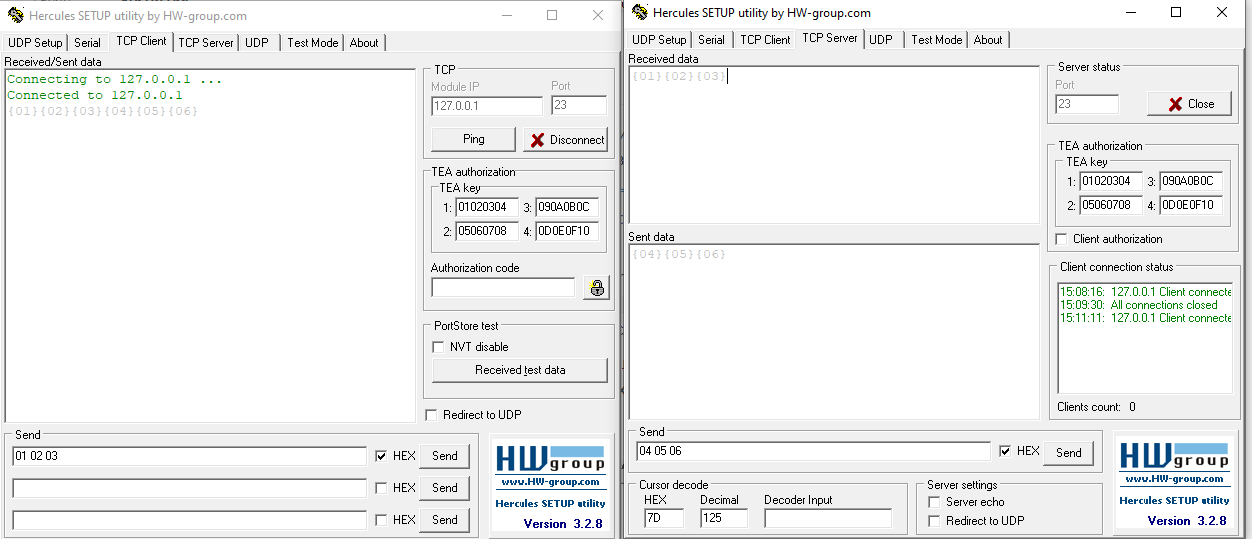 Hercules SETUP utility by HW-group.com
UDP Setup Serial TCP Client TCP Server UDP Test Mode About
Received/Sent data
Connecting to 127.0.0.1 ...
Connected to 127.0.0.1
{01}{02}{03}{04}{05}{06}
TCP
Module IP Port
127.0.0.1 23
Ping Disconnect
TEA authorization
TEA key
1: 01020304 3: 090A0B0C
2: 05060708 4: 0D0E0F10
Authorization code
PortStore test
NVT disable
Received test data
Redirect to UDP
Send
01 02 03 HEX Send
HEX Send
HEX Send
HWgroup
www.HW-group.com
Hercules SETUP utility
Version 3.2.8
Hercules SETUP utility by HW-group.com
UDP Setup Serial TCP Client TCP Server UDP Test Mode About
Received data
{01}{02}{03}
Sent data
{04}{05}{06}
Server status
Port
23 Close
TEA authorization
TEA key
1: 01020304 3: 090A0B0C
2: 05060708 4: 0D0E0F10
Client authorization
Client connection status
15:08:16: 127.0.0.1 Client connecte
15:09:30: All connections closed
15:11:11: 127.0.0.1 Client connecte
Clients count: 0
Send
04 05 06 HEX Send
Cursor decode
HEX Decimal Decoder Input
7D 125
Server settings
Server echo
Redirect to UDP
HWgroup
www.HW-group.com
Hercules SETUP utility
Version 3.2.8